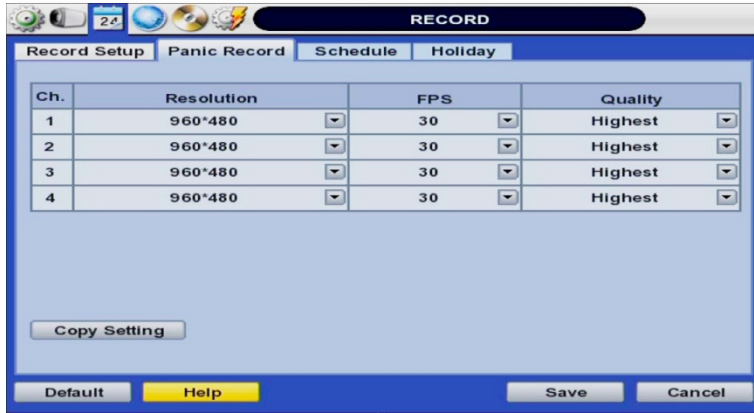 24
RECORD
Record Setup Panic Record Schedule Holiday
Ch. Resolution FPS Quality
1 960*480 30 Highest
2 960*480 30 Highest
3 960*480 30 Highest
4 960*480 30 Highest
Copy Setting
Default Help Save Cancel